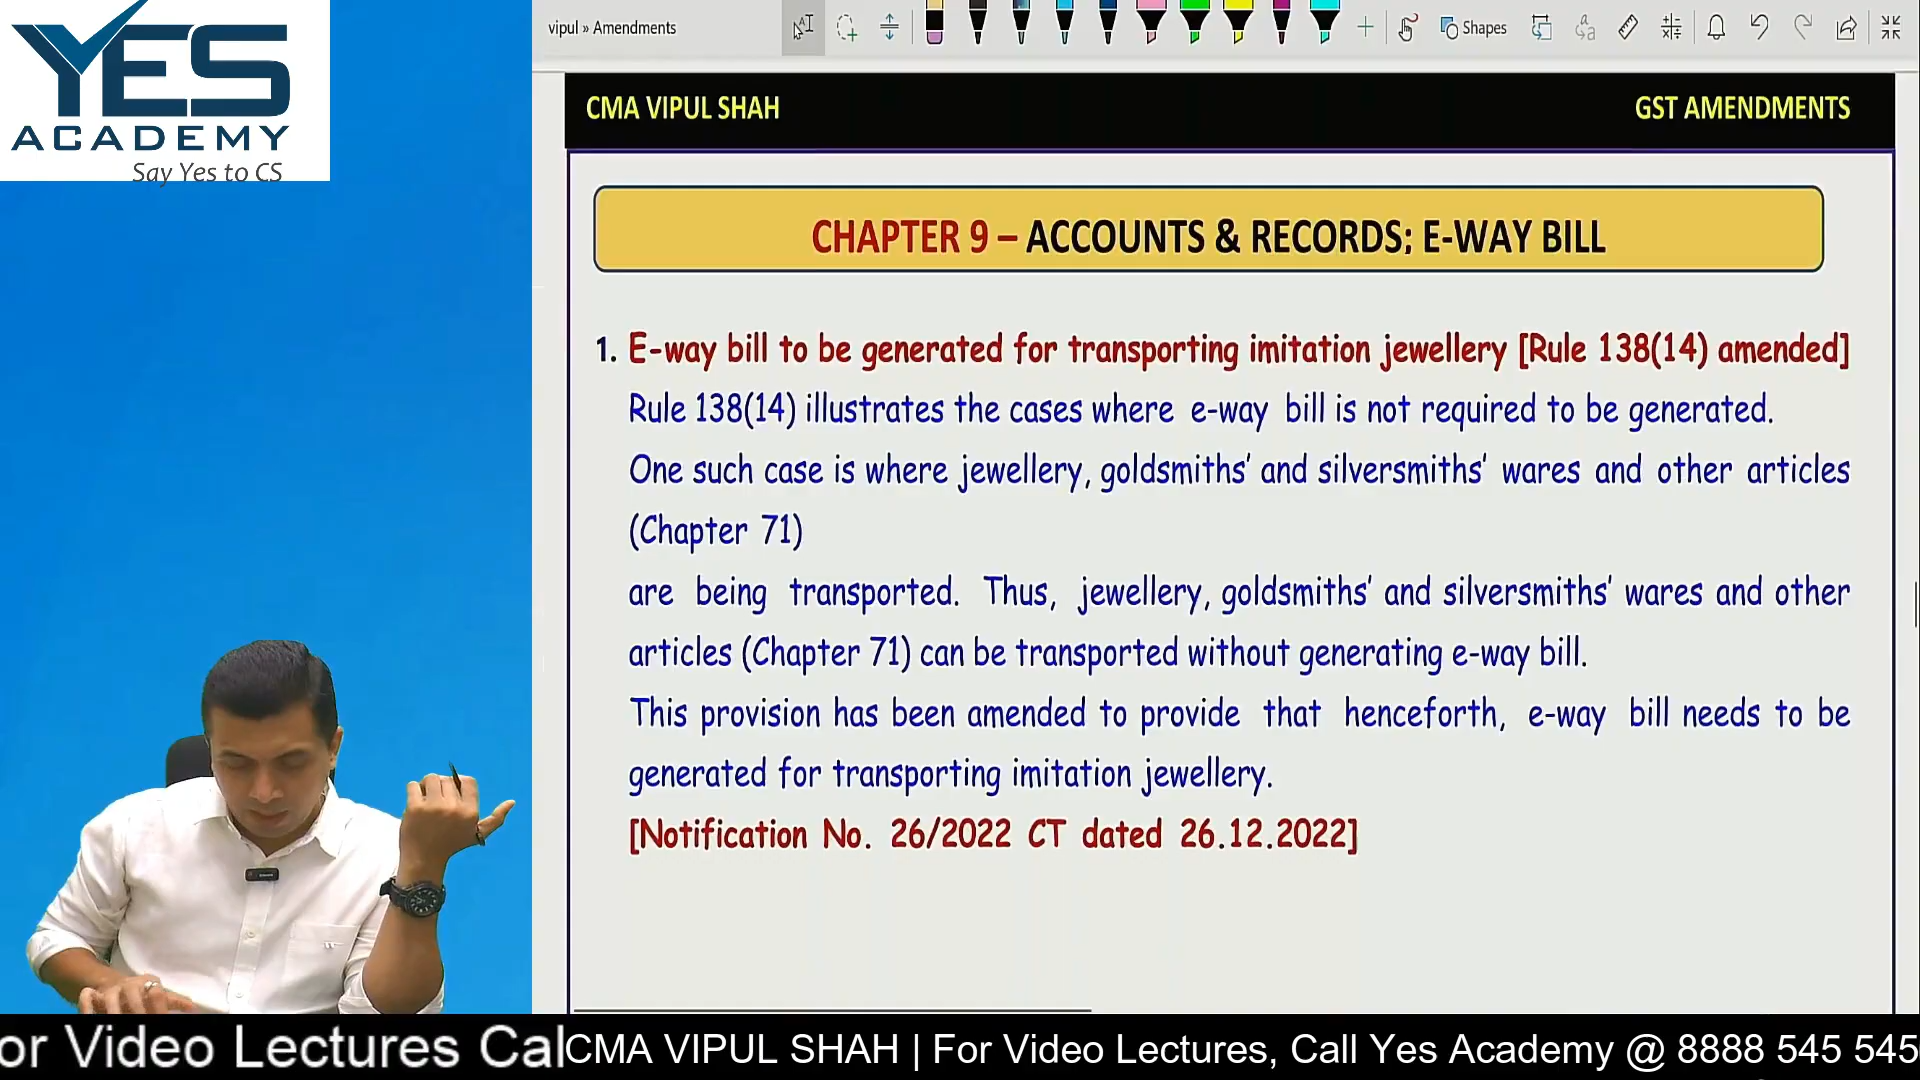 YES
ACADEMY
Say Yes to CS
vipul » Amendments
Shapes
CMA VIPUL SHAH
GST AMENDMENTS
CHAPTER 9 – ACCOUNTS & RECORDS; E-WAY BILL
1. E-way bill to be generated for transporting imitation jewellery [Rule 138(14) amended]
Rule 138(14) illustrates the cases where e-way bill is not required to be generated.
One such case is where jewellery, goldsmiths’ and silversmiths’ wares and other articles
(Chapter 71)
are being transported. Thus, jewellery, goldsmiths’ and silversmiths’ wares and other
articles (Chapter 71) can be transported without generating e-way bill.
This provision has been amended to provide that henceforth, e-way bill needs to be
generated for transporting imitation jewellery.
[Notification No. 26/2022 CT dated 26.12.2022]
or Video Lectures Cal
CMA VIPUL SHAH | For Video Lectures, Call Yes Academy @ 8888 545 545